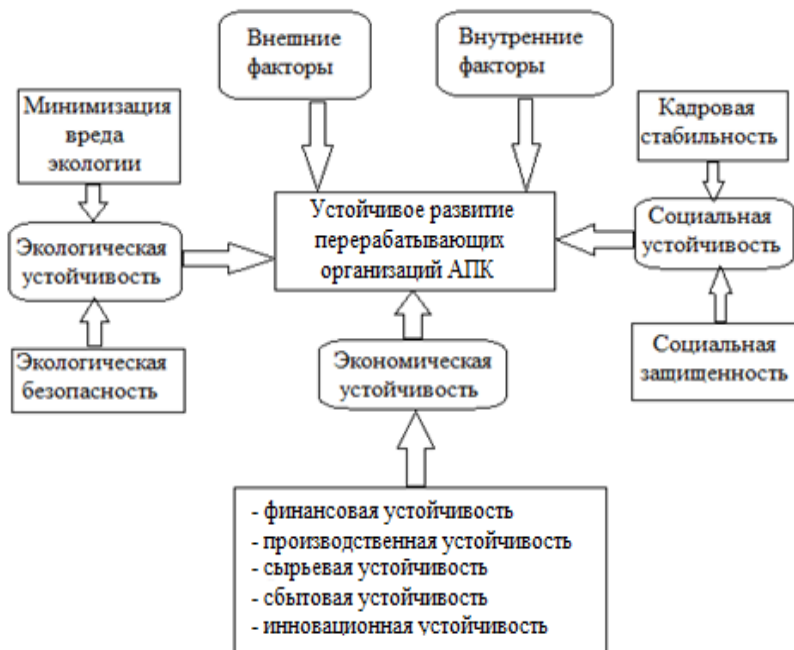 Внешние
факторы
Внутренние
факторы
Минимизация
вреда
экологии
Кадровая
стабильность
Устойчивое развитие
перерабатывающих
организаций АПК
Экологическая
устойчивость
Социальная
устойчивость
Экологическая
безопасность
Экономическая
устойчивость
Социальная
защищенность
- финансовая устойчивость
- производственная устойчивость
- сырьевая устойчивость
- сбытовая устойчивость
- инновационная устойчивость